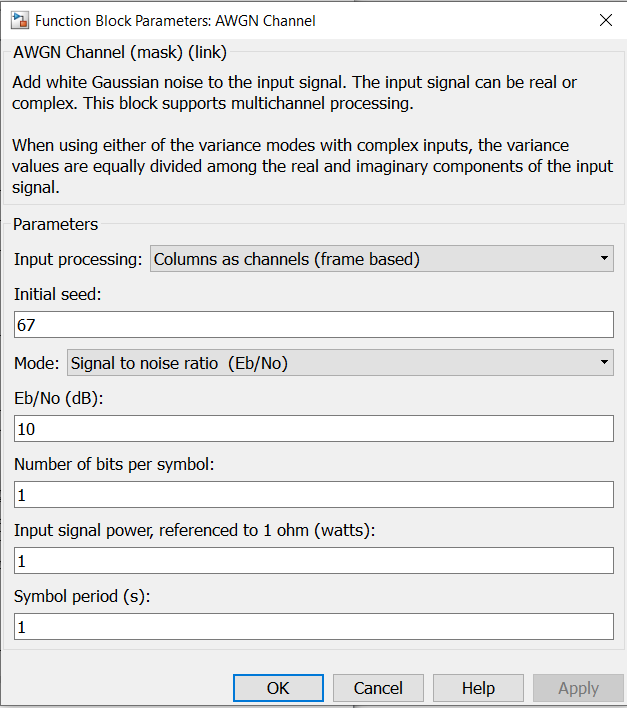 Function Block Parameters: AWGN Channel
AWGN Channel (mask) (link)
Add white Gaussian noise to the input signal. The input signal can be real or
complex. This block supports multichannel processing.
When using either of the variance modes with complex inputs, the variance
values are equally divided among the real and imaginary components of the input
signal.
Parameters
Input processing: Columns as channels (frame based)
Initial seed:
67
Mode: Signal to noise ratio  (Eb/No)
Eb/No (dB):
10
Number of bits per symbol:
1
Input signal power, referenced to 1 ohm (watts):
1
Symbol period (s):
1
OK Cancel Help Apply